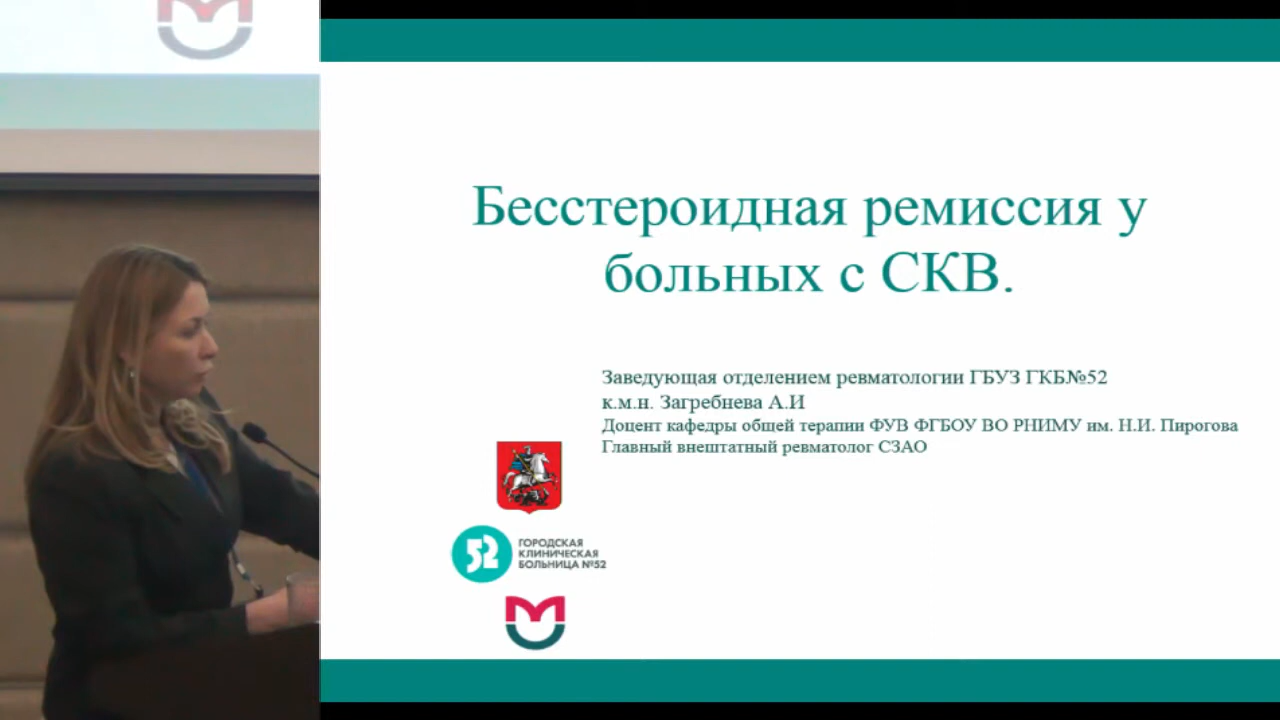 Бесстероидная ремиссия у
больных с СКВ.
Заведующая отделением ревматологии ГБУЗ ГКБ№52
к.м.н. Загребнева А.И
Доцент кафедры общей терапии ФУВ ФГБОУ ВО РНИМУ им. Н.И. Пирогова
Главный внештатный ревматолог СЗАО
52
ГОРОДСКАЯ
КЛИНИЧЕСКАЯ
БОЛЬНИЦА №52